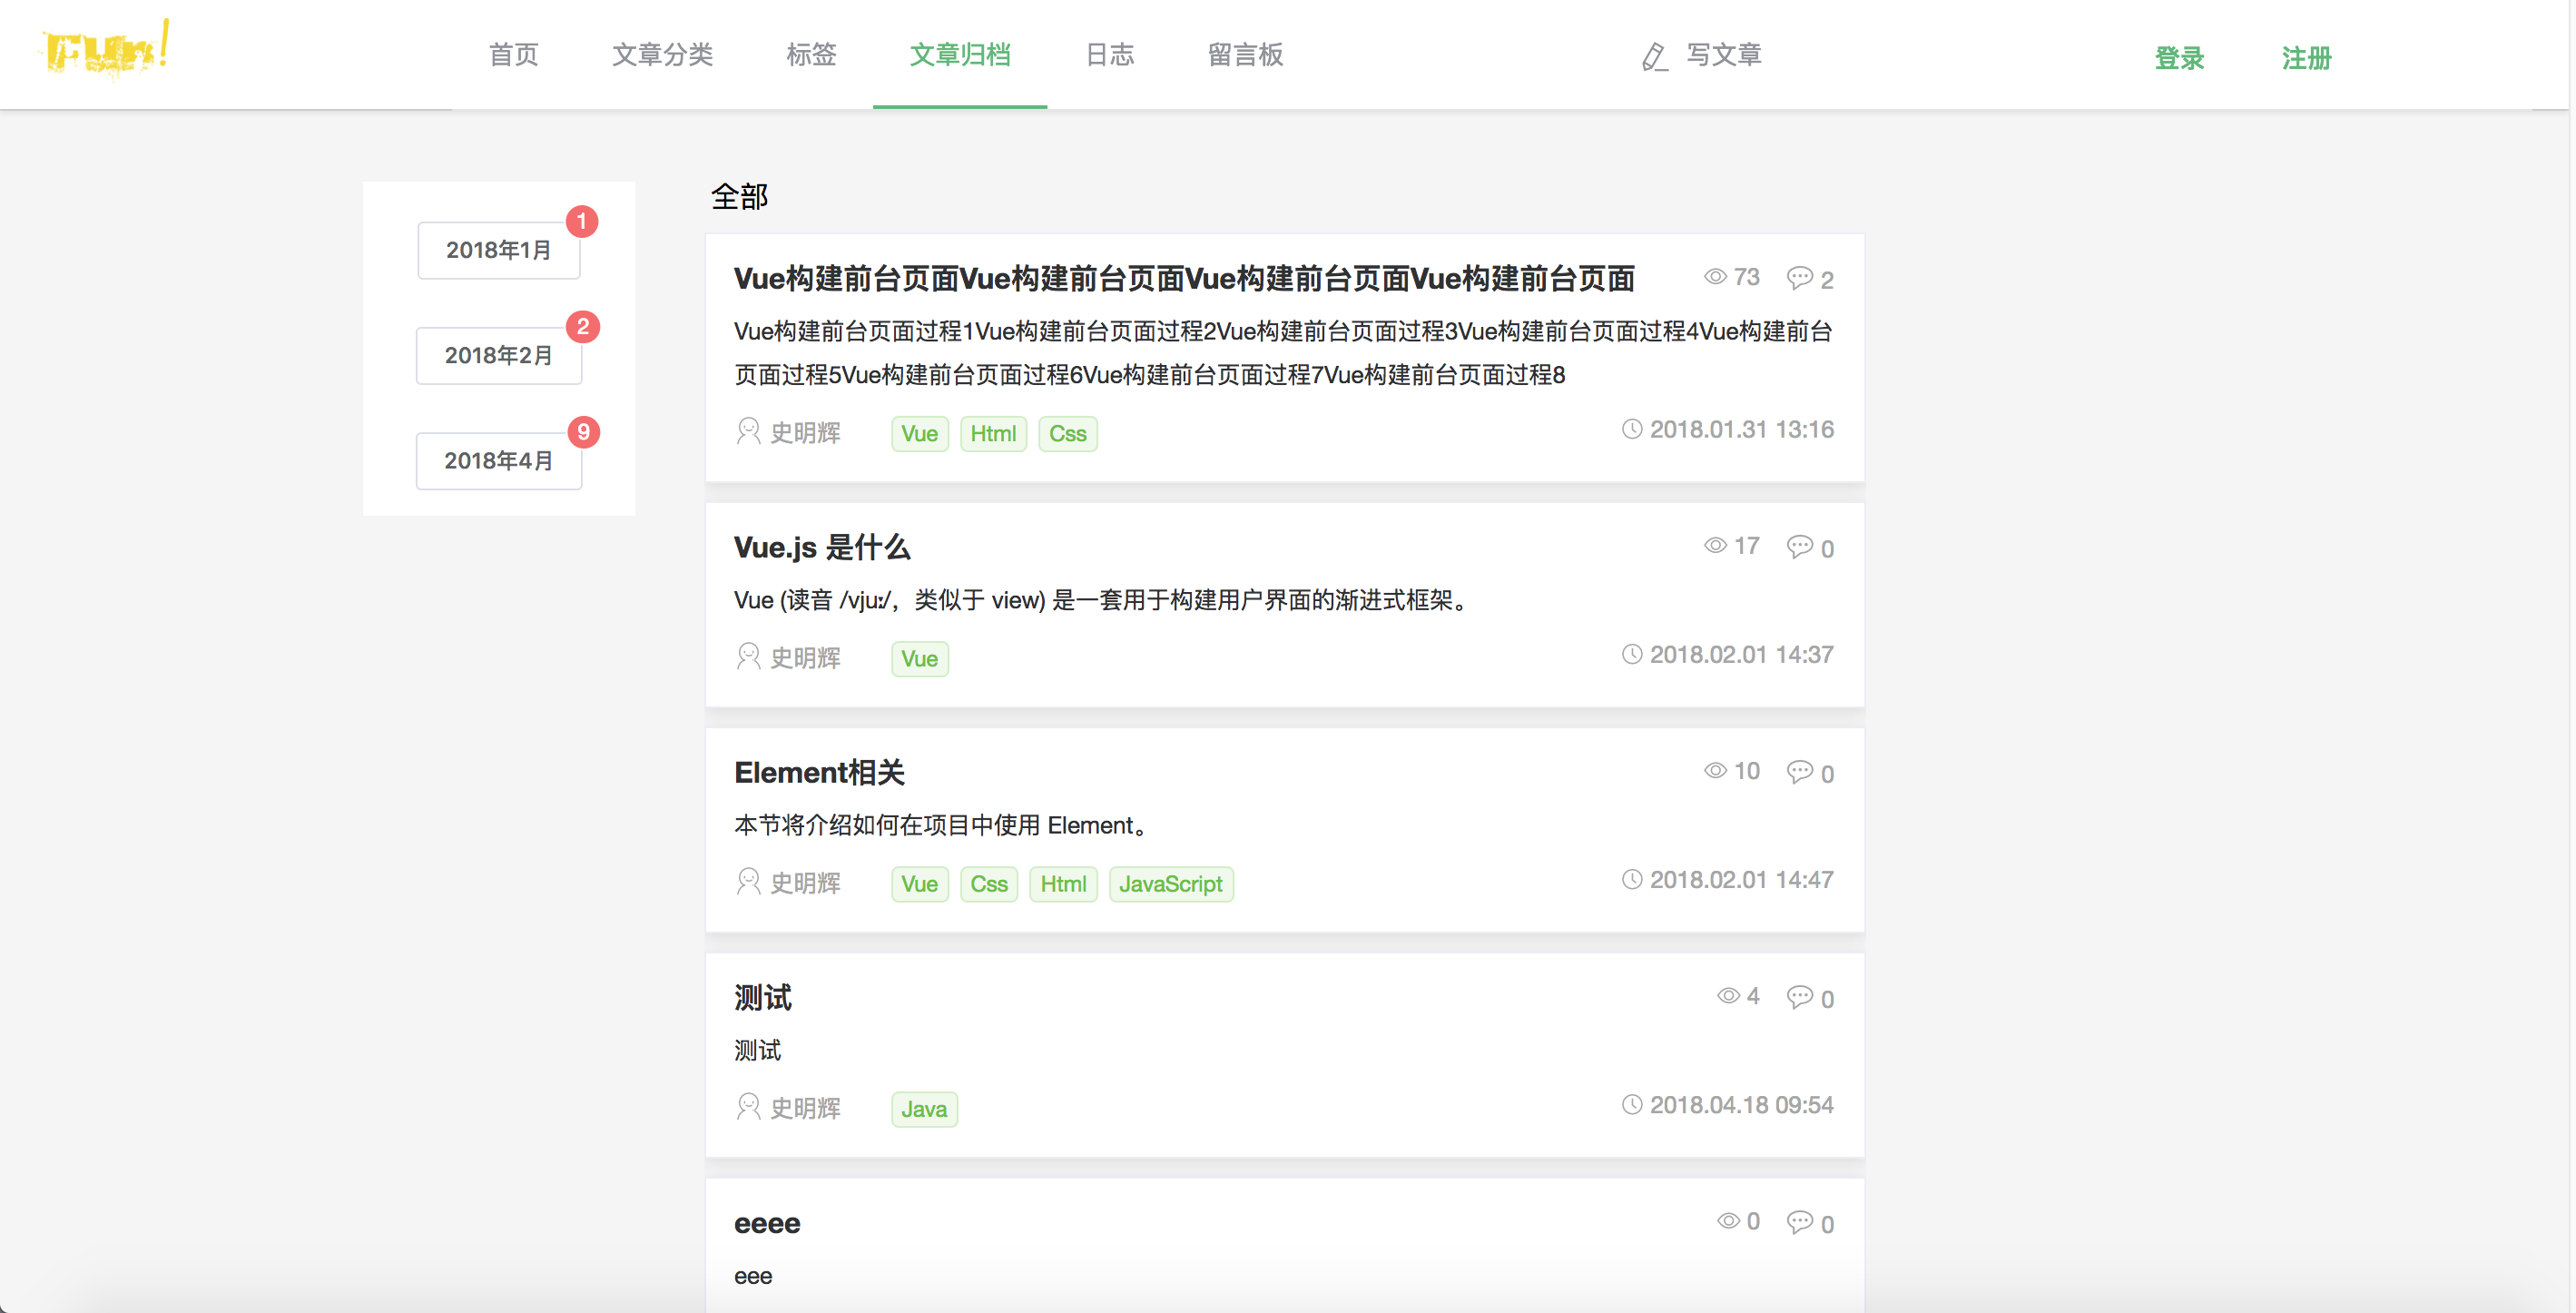 Fun!
首页 文章分类 标签 文章归档 日志 留言板 写文章 登录 注册
2018年1月 1
2018年2月 2
2018年4月 9
全部
Vue构建前台页面Vue构建前台页面Vue构建前台页面Vue构建前台页面 73 2
Vue构建前台页面过程1Vue构建前台页面过程2Vue构建前台页面过程3Vue构建前台页面过程4Vue构建前台
页面过程5Vue构建前台页面过程6Vue构建前台页面过程7Vue构建前台页面过程8
史明辉 Vue Html Css 2018.01.31 13:16
Vue.js 是什么 17 0
Vue (读音 /vjuː/，类似于 view) 是一套用于构建用户界面的渐进式框架。
史明辉 Vue 2018.02.01 14:37
Element相关 10 0
本节将介绍如何在项目中使用 Element。
史明辉 Vue Css Html JavaScript 2018.02.01 14:47
测试 4 0
测试
史明辉 Java 2018.04.18 09:54
eeee 0 0
eee